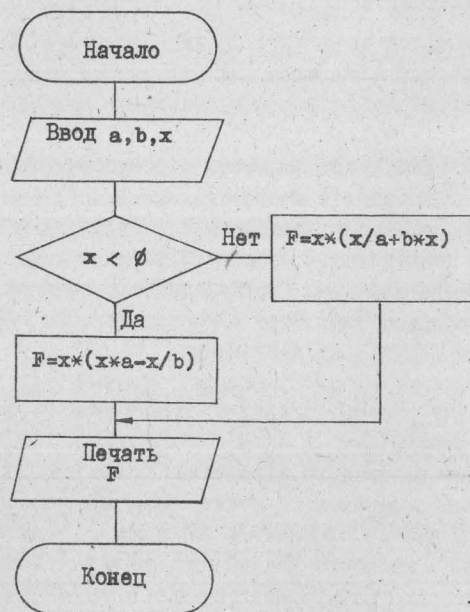 Начало
Ввод a,b,x
x < ø
Нет
F=x*(x/a+b*x)
Да
F=x*(x*a-x/b)
Печать
F
Конец